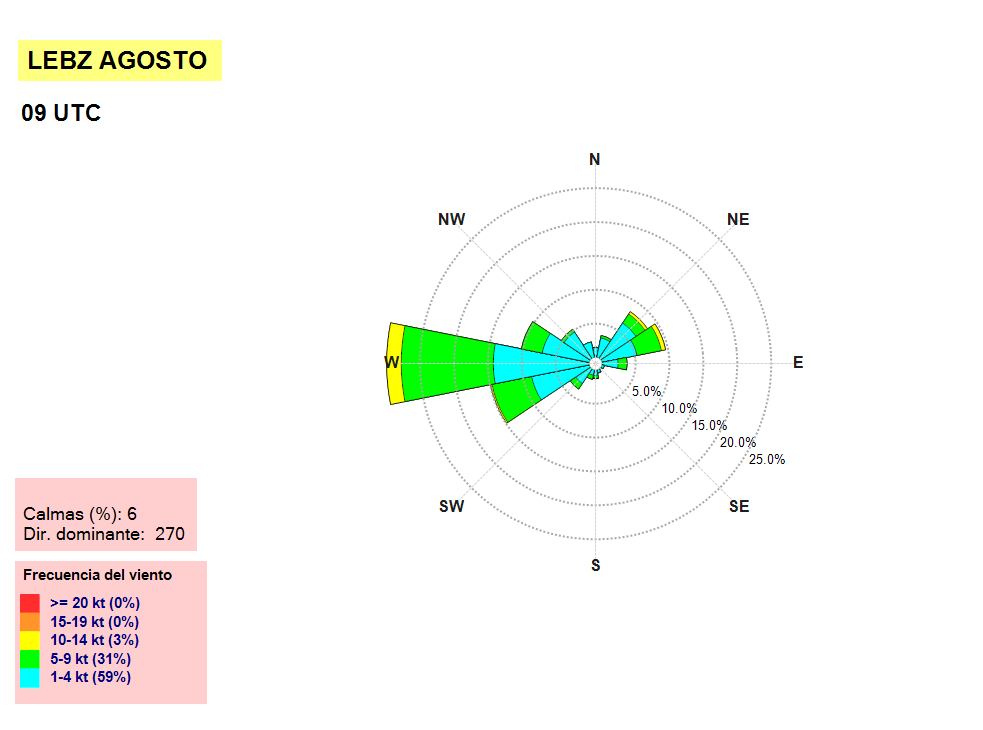 LEBZ AGOSTO
09 UTC
N
NW
NE
W
E
5.0%
10.0%
15.0%
20.0%
25.0%
SW
SE
S
Calmas (%): 6
Dir. dominante: 270
Frecuencia del viento
>= 20 kt (0%)
15-19 kt (0%)
10-14 kt (3%)
5-9 kt (31%)
1-4 kt (59%)